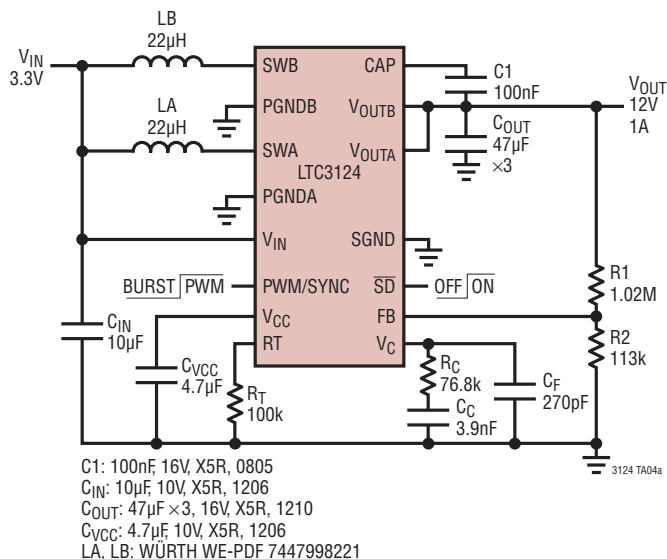 LB
22µH
VIN
3.3V
LA
22µH
SWB
PGNDB
SWA
LTC3124
PGNDA
VIN
PWM/SYNC
VCC
RT
CAP
VOUTB
VOUTA
SGND
SD
FB
VC
C1
100nF
VOUT
12V
1A
COUT
47µF
×3
BURST PWM
OFF ON
R1
1.02M
R2
113k
CIN
10µF
CVCC
4.7µF
RT
100k
RC
76.8k
CC
3.9nF
CF
270pF
3124 TA04a
C1: 100nF, 16V, X5R, 0805
CIN: 10µF, 10V, X5R, 1206
COUT: 47µF ×3, 16V, X5R, 1210
CVCC: 4.7µF, 10V, X5R, 1206
LA, LB: WÜRTH WE-PDF 7447998221